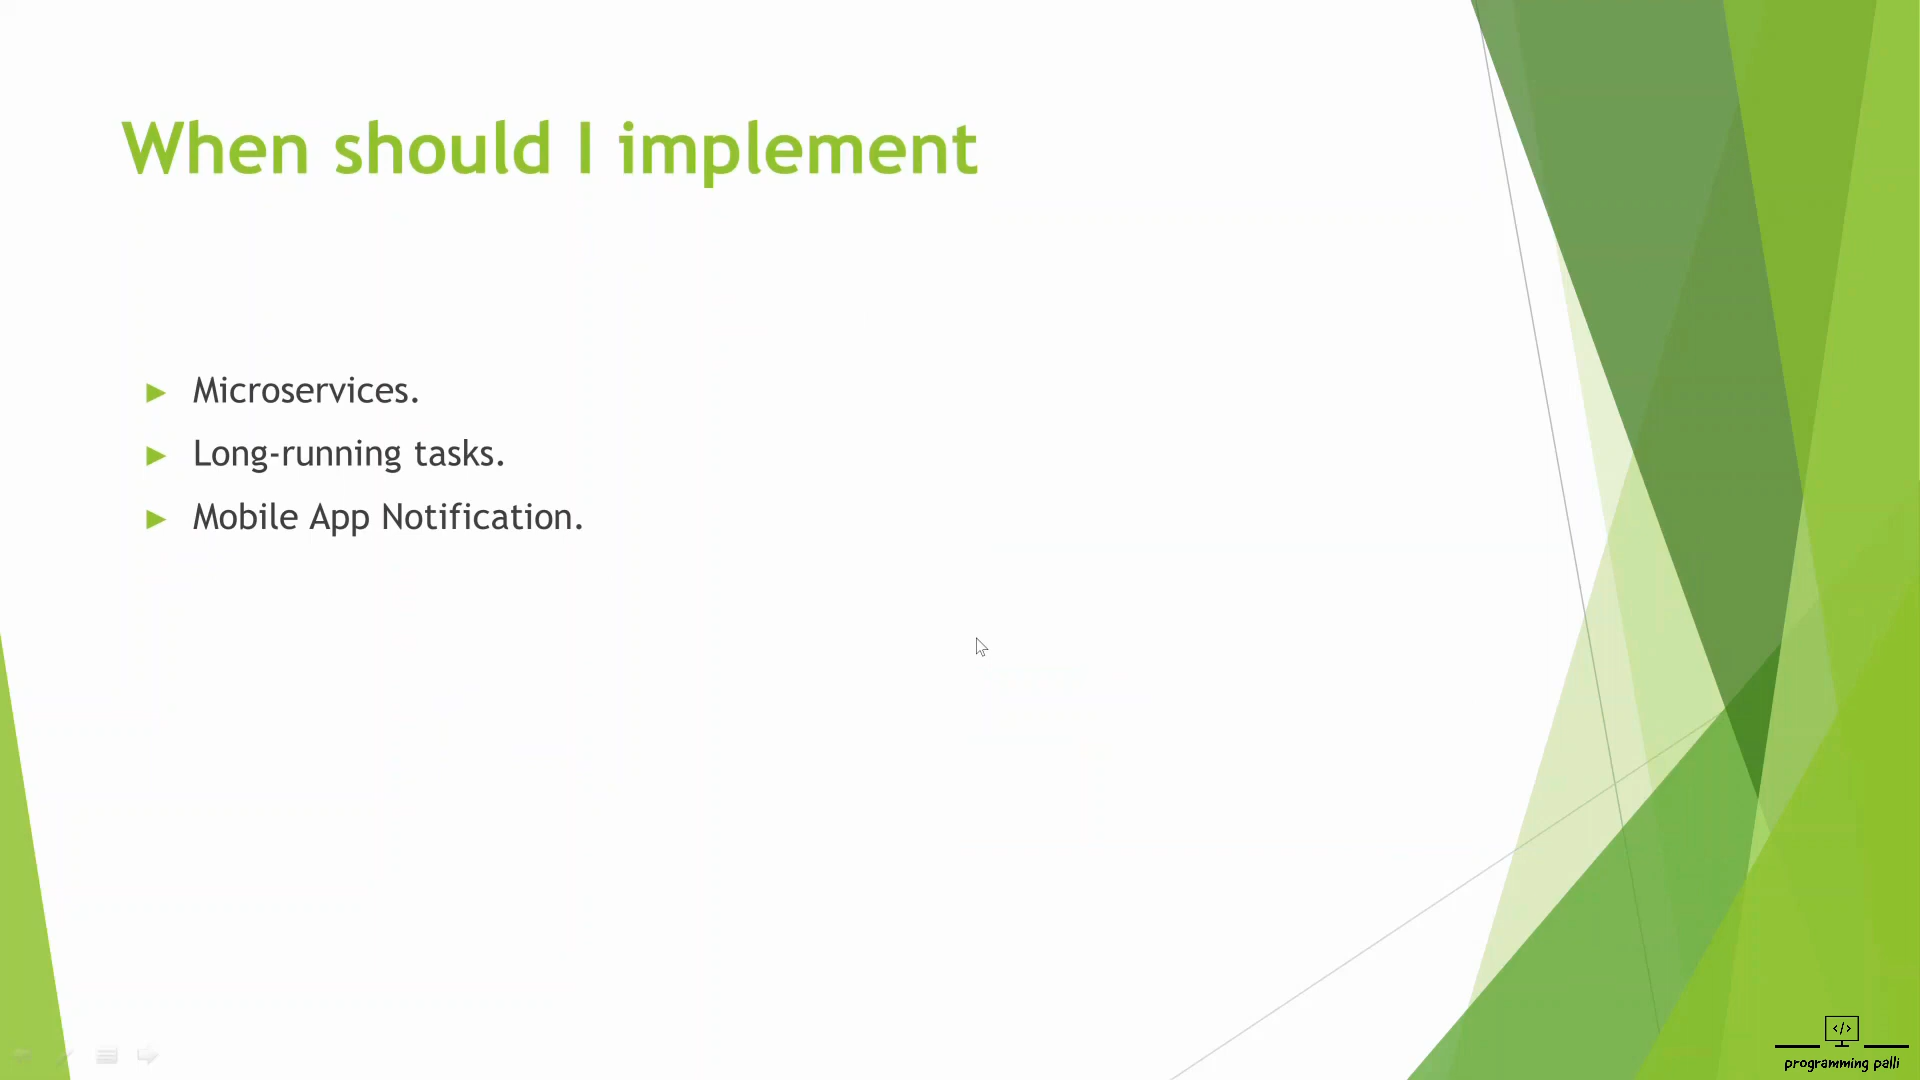 When should I implement
► Microservices.
► Long-running tasks.
► Mobile App Notification.
</>
programming palli